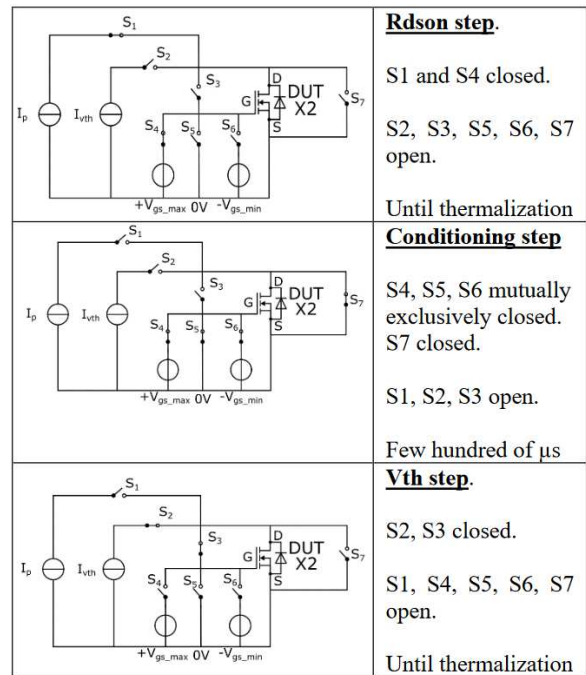 S1
S2
S3
D
DUT
G
X2
S7
Ip
Ivth
S4
S5
S6
S
+Vgs_max 0V -Vgs_min
Rdson step.
S1 and S4 closed.
S2, S3, S5, S6, S7
open.
Until thermalization
S1
S2
S3
D
DUT
G
X2
S7
Ip
Ivth
S4
S5
S6
S
+Vgs_max 0V -Vgs_min
Conditioning step
S4, S5, S6 mutually
exclusively closed.
S7 closed.
S1, S2, S3 open.
Few hundred of µs
S1
S2
S3
D
DUT
G
X2
S7
Ip
Ivth
S4
S5
S6
S
+Vgs_max 0V -Vgs_min
Vth step.
S2, S3 closed.
S1, S4, S5, S6, S7
open.
Until thermalization